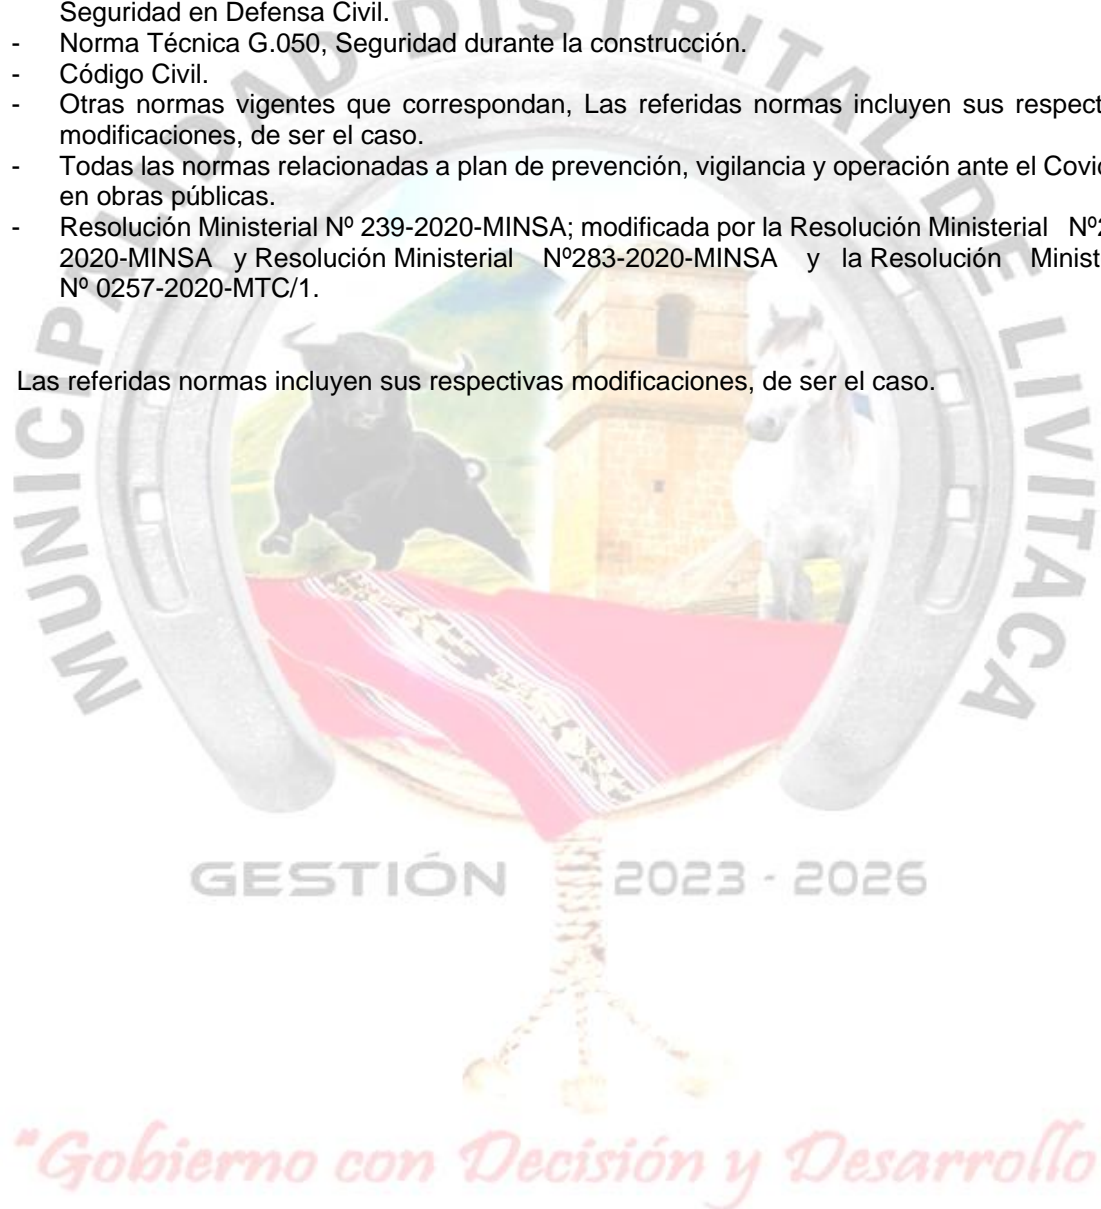 Seguridad en Defensa Civil.
- Norma Técnica G.050, Seguridad durante la construcción.
- Código Civil.
- Otras normas vigentes que correspondan, Las referidas normas incluyen sus respect
modificaciones, de ser el caso.
- Todas las normas relacionadas a plan de prevención, vigilancia y operación ante el Covi
en obras públicas.
- Resolución Ministerial Nº 239-2020-MINSA; modificada por la Resolución Ministerial Nº2
2020-MINSA y Resolución Ministerial Nº283-2020-MINSA y la Resolución Minist
Nº 0257-2020-MTC/1.
Las referidas normas incluyen sus respectivas modificaciones, de ser el caso.
MUNICIPALIDAD DISTRITAL DE LIVITACA
GESTIÓN 2023 - 2026
"Gobierno con Decisión y Desarrollo